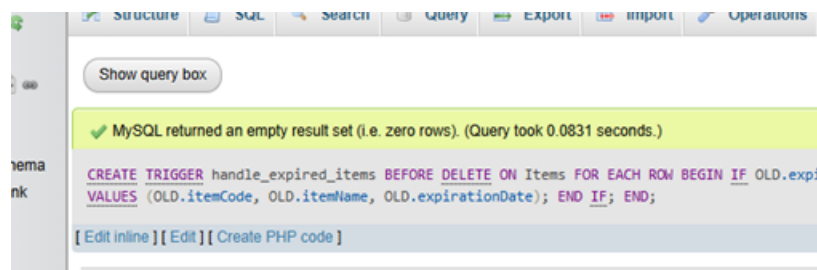 Structure SQL Search Query Export Import Operations
Show query box
MySQL returned an empty result set (i.e. zero rows). (Query took 0.0831 seconds.)
hema
CREATE TRIGGER handle_expired_items BEFORE DELETE ON Items FOR EACH ROW BEGIN IF OLD.expi
nk
VALUES (OLD.itemCode, OLD.itemName, OLD.expirationDate); END IF; END;
[ Edit inline ] [ Edit ] [ Create PHP code ]